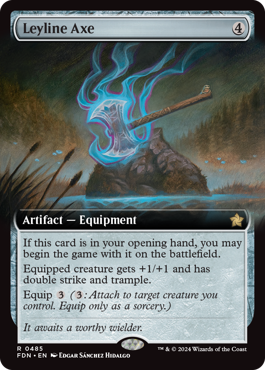 Leyline Axe 4
Artifact — Equipment
If this card is in your opening hand, you may
begin the game with it on the battlefield.
Equipped creature gets +1/+1 and has
double strike and trample.
Equip 3 (3: Attach to target creature you
control. Equip only as a sorcery.)
It awaits a worthy wielder.
R 0485
FDN • EN Edgar Sánchez Hidalgo
™ & © 2024 Wizards of the Coast